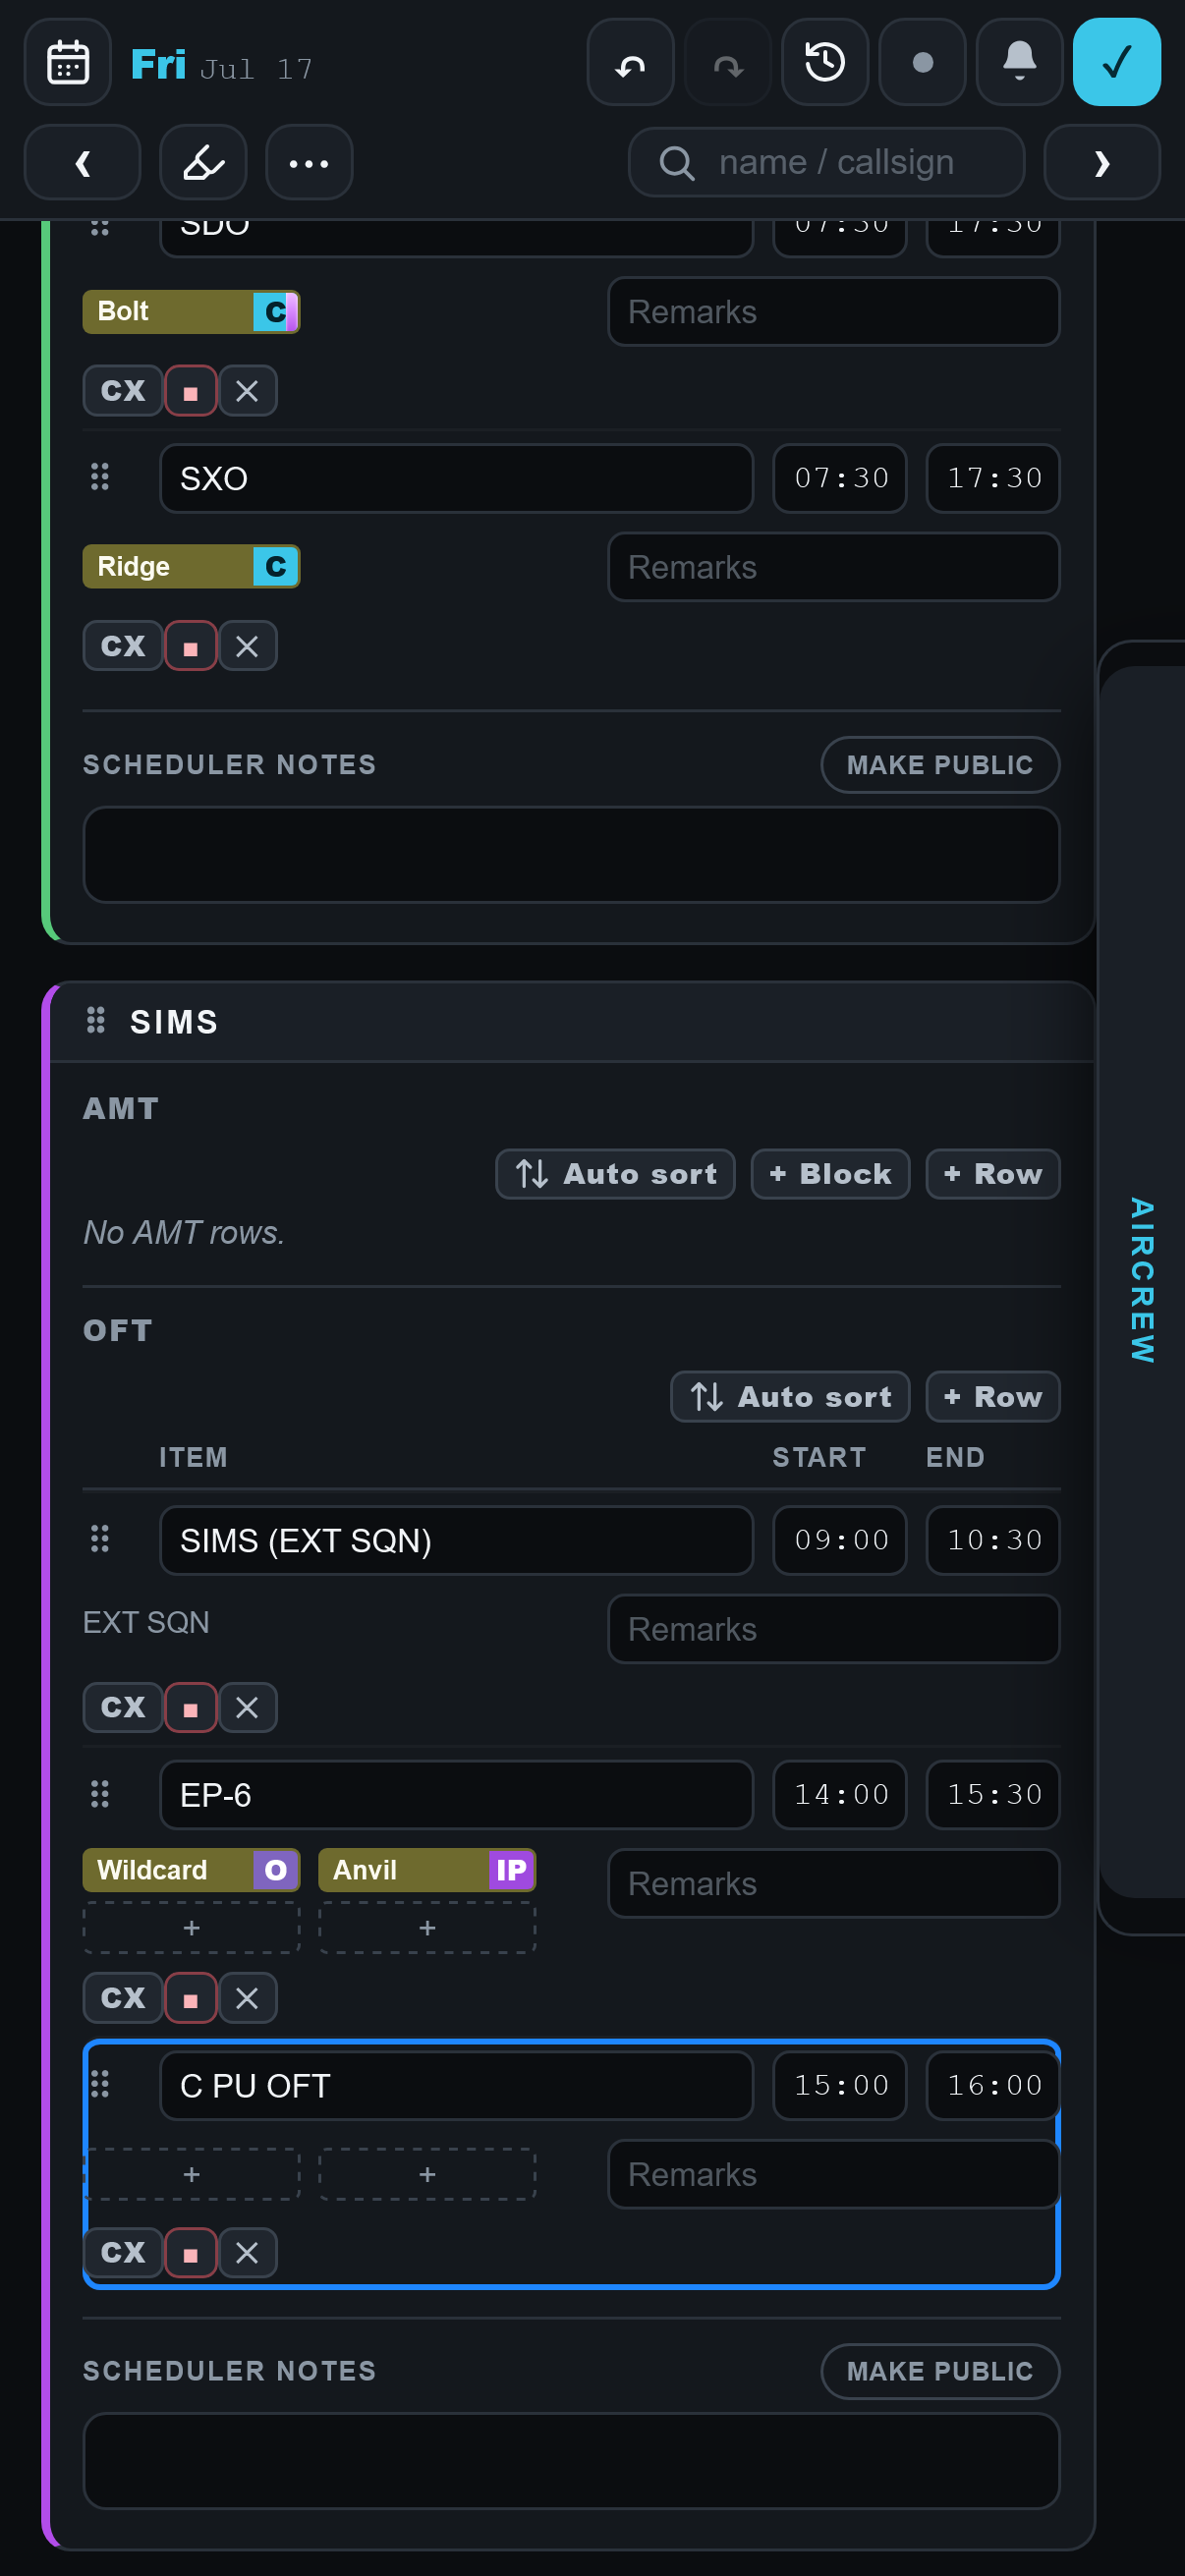 Fri Jul 17
name / callsign
SDO 07:30 17:30
Bolt C Remarks
CX
SXO 07:30 17:30
Ridge C Remarks
CX
SCHEDULER NOTES MAKE PUBLIC
SIMS
AMT
Auto sort + Block + Row
No AMT rows.
OFT
Auto sort + Row
ITEM START END
SIMS (EXT SQN) 09:00 10:30
EXT SQN Remarks
CX
EP-6 14:00 15:30
Wildcard O Anvil IP Remarks
+ +
CX
C PU OFT 15:00 16:00
+ + Remarks
CX
SCHEDULER NOTES MAKE PUBLIC
AIRCREW